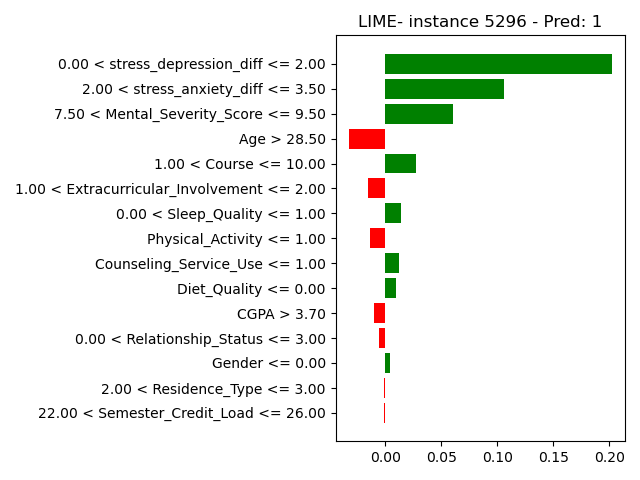 LIME- instance 5296 - Pred: 1
0.00 < stress_depression_diff <= 2.00
2.00 < stress_anxiety_diff <= 3.50
7.50 < Mental_Severity_Score <= 9.50
Age > 28.50
1.00 < Course <= 10.00
1.00 < Extracurricular_Involvement <= 2.00
0.00 < Sleep_Quality <= 1.00
Physical_Activity <= 1.00
Counseling_Service_Use <= 1.00
Diet_Quality <= 0.00
CGPA > 3.70
0.00 < Relationship_Status <= 3.00
Gender <= 0.00
2.00 < Residence_Type <= 3.00
22.00 < Semester_Credit_Load <= 26.00
0.00 0.05 0.10 0.15 0.20